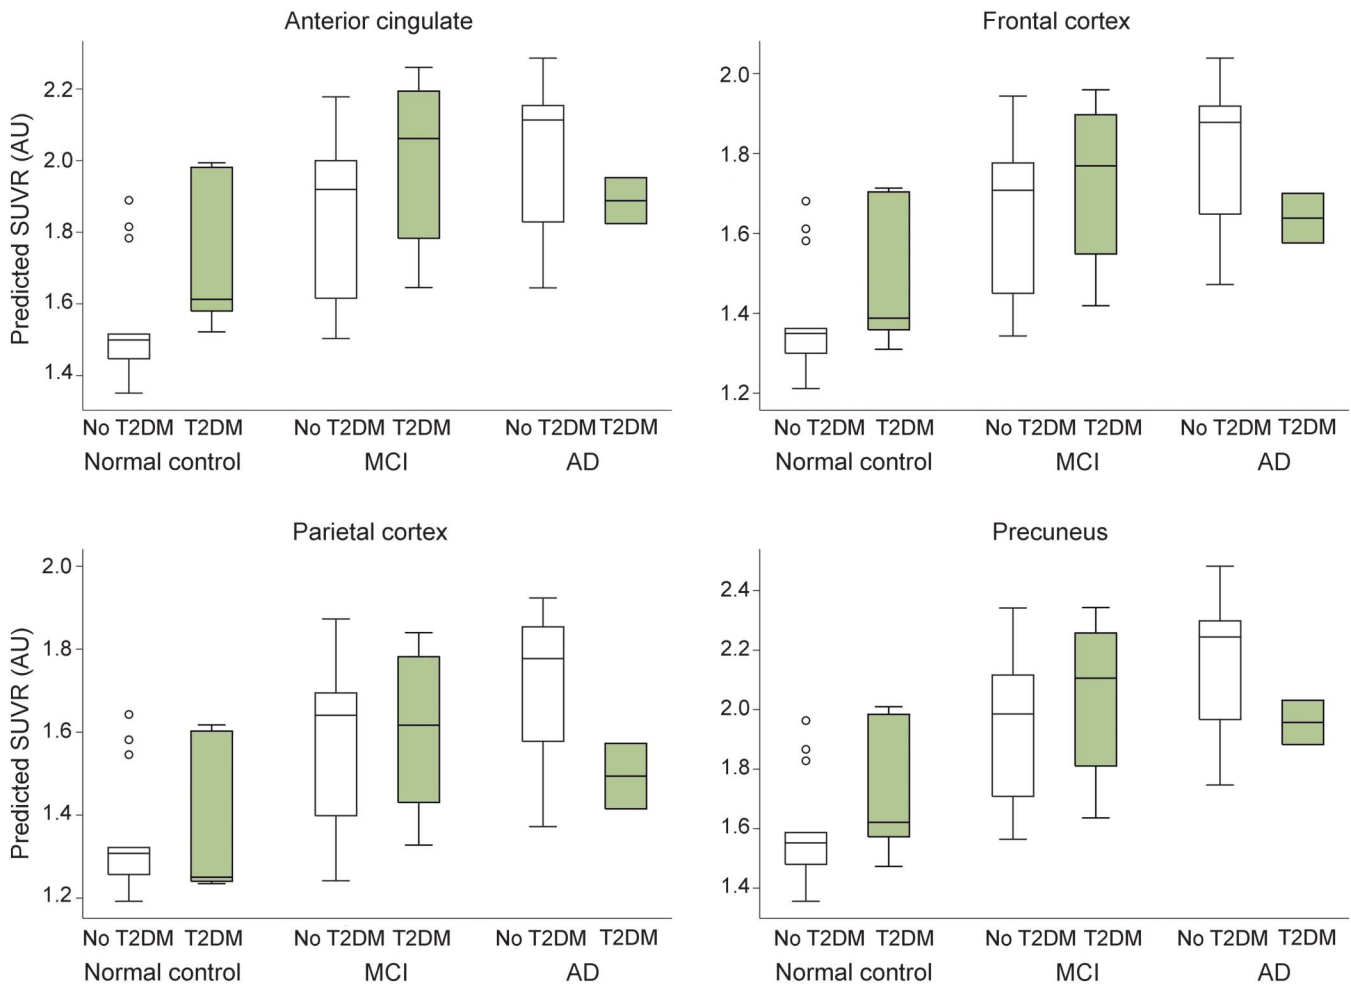 Anterior cingulate
Predicted SUVR (AU)
2.2
2.0
1.8
1.6
1.4
No T2DM T2DM No T2DM T2DM No T2DM T2DM
Normal control MCI AD
Frontal cortex
2.0
1.8
1.6
1.4
1.2
No T2DM T2DM No T2DM T2DM No T2DM T2DM
Normal control MCI AD
Parietal cortex
Predicted SUVR (AU)
2.0
1.8
1.6
1.4
1.2
No T2DM T2DM No T2DM T2DM No T2DM T2DM
Normal control MCI AD
Precuneus
2.4
2.2
2.0
1.8
1.6
1.4
No T2DM T2DM No T2DM T2DM No T2DM T2DM
Normal control MCI AD